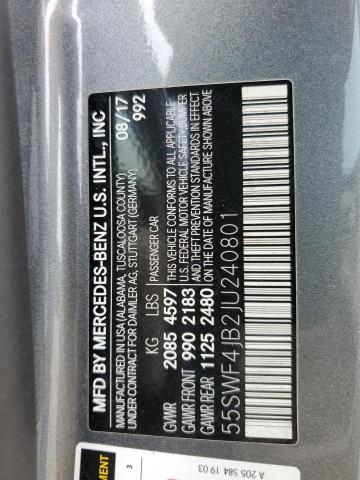 MFD BY MERCEDES-BENZ U.S. INTL., INC
MANUFACTURED IN USA (ALABAMA, TUSCALOOSA COUNTY)
FOR DAIMLER AG, STUTTGART (GERMANY)
08/17
992
KG LBS PASSENGER CAR
GVWR 2085 4597
GAWR FRONT 990 2183
GAWR REAR 1125 2480
THIS VEHICLE CONFORMS TO ALL APPLICABLE
U.S. FEDERAL MOTOR VEHICLE SAFETY, BUMPER
AND THEFT PREVENTION STANDARDS IN EFFECT
ON THE DATE OF MANUFACTURE SHOWN ABOVE
55SWF4JB2JU240801
A 205 584 19 03
3